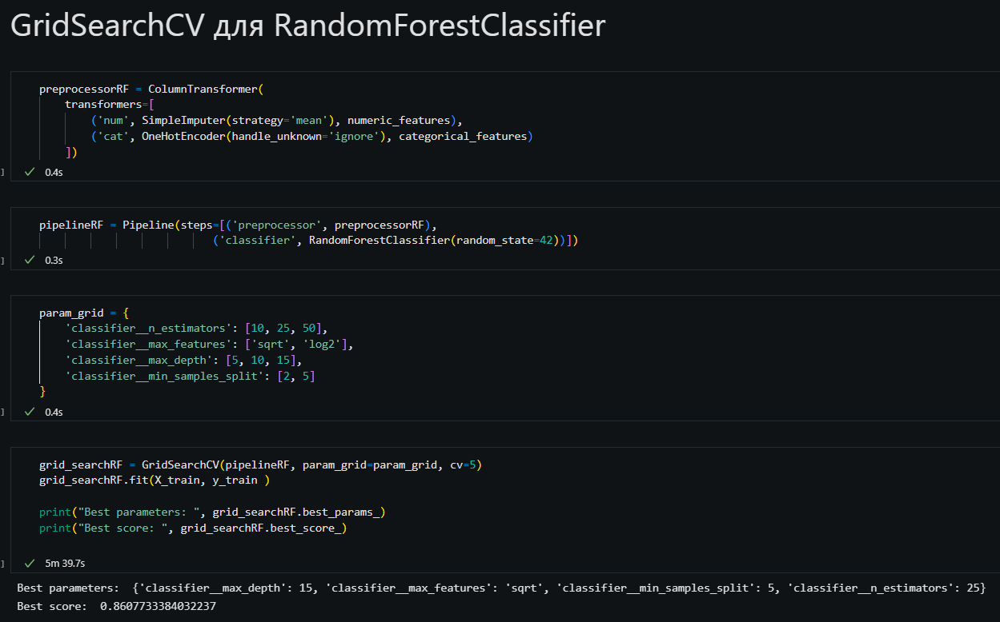 GridSearchCV для RandomForestClassifier
preprocessorRF = ColumnTransformer(
    transformers=[
        ('num', SimpleImputer(strategy='mean'), numeric_features),
        ('cat', OneHotEncoder(handle_unknown='ignore'), categorical_features)
    ])
] ✓ 0.4s
pipelineRF = Pipeline(steps=[('preprocessor', preprocessorRF),
                           ('classifier', RandomForestClassifier(random_state=42))])
] ✓ 0.3s
param_grid = {
    'classifier__n_estimators': [10, 25, 50],
    'classifier__max_features': ['sqrt', 'log2'],
    'classifier__max_depth': [5, 10, 15],
    'classifier__min_samples_split': [2, 5]
}
] ✓ 0.4s
grid_searchRF = GridSearchCV(pipelineRF, param_grid=param_grid, cv=5)
grid_searchRF.fit(X_train, y_train )
print("Best parameters: ", grid_searchRF.best_params_)
print("Best score: ", grid_searchRF.best_score_)
] ✓ 5m 39.7s
Best parameters:  {'classifier__max_depth': 15, 'classifier__max_features': 'sqrt', 'classifier__min_samples_split': 5, 'classifier__n_estimators': 25}
Best score:  0.8607733384032237